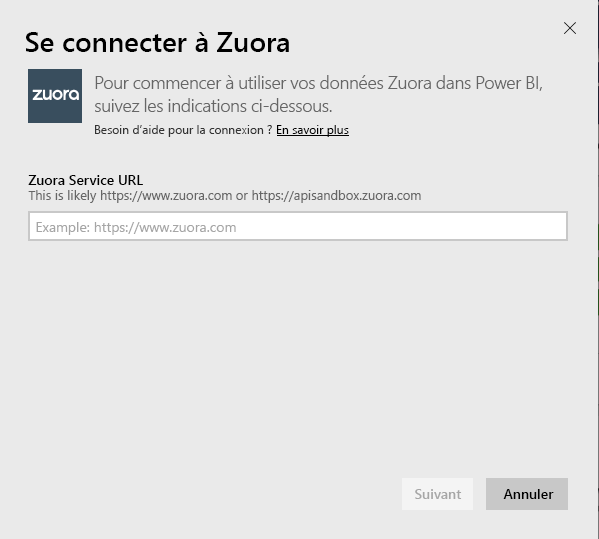 Se connecter à Zuora
zuora
Pour commencer à utiliser vos données Zuora dans Power BI,
suivez les indications ci-dessous.
Besoin d'aide pour la connexion ? En savoir plus
Zuora Service URL
This is likely https://www.zuora.com or https://apisandbox.zuora.com
Example: https://www.zuora.com
Suivant
Annuler